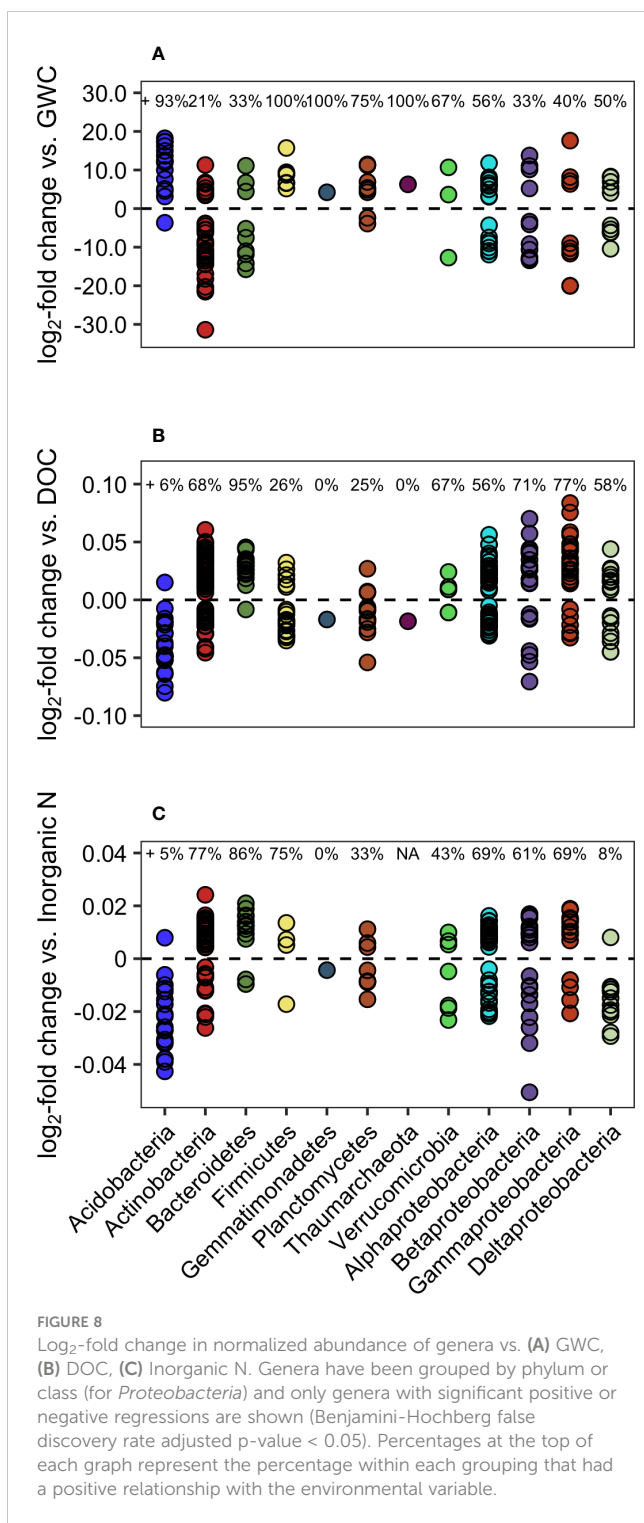 A
log2-fold change vs. GWC
30.0
20.0
10.0
0
-10.0
-20.0
-30.0
+ 93% 21% 33% 100% 100% 75% 100% 67% 56% 33% 40% 50%
B
log2-fold change vs. DOC
0.10
0.05
0.00
-0.05
-0.10
+ 6% 68% 95% 26% 0% 25% 0% 67% 56% 71% 77% 58%
C
log2-fold change vs. Inorganic N
0.04
0.02
0
-0.02
-0.04
+ 5% 77% 86% 75% 0% 33% NA 43% 69% 61% 69% 8%
Acidobacteria
Actinobacteria
Bacteroidetes
Firmicutes
Gemmatimonadetes
Planctomycetes
Thaumarchaeota
Verrucomicrobia
Alphaproteobacteria
Betaproteobacteria
Gammaproteobacteria
Deltaproteobacteria
FIGURE 8
Log2-fold change in normalized abundance of genera vs. (A) GWC,
(B) DOC, (C) Inorganic N. Genera have been grouped by phylum or
class (for Proteobacteria) and only genera with significant positive or
negative regressions are shown (Benjamini-Hochberg false
discovery rate adjusted p-value < 0.05). Percentages at the top of
each graph represent the percentage within each grouping that had
a positive relationship with the environmental variable.